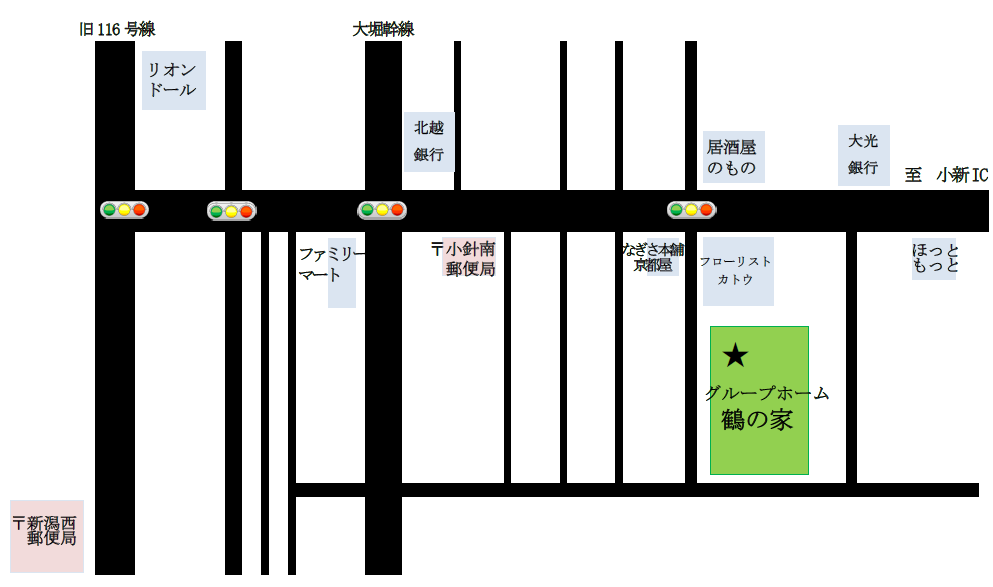 旧116号線
大堀幹線
リオン
ドール
北越
銀行
居酒屋
のもの
大光
銀行
至 小新IC
ファミリー
マート
〒小針南
郵便局
なぎさ本舗
京都屋
フローリスト
カトウ
ほっと
もっと
★
グループホーム
鶴の家
〒新潟西
郵便局